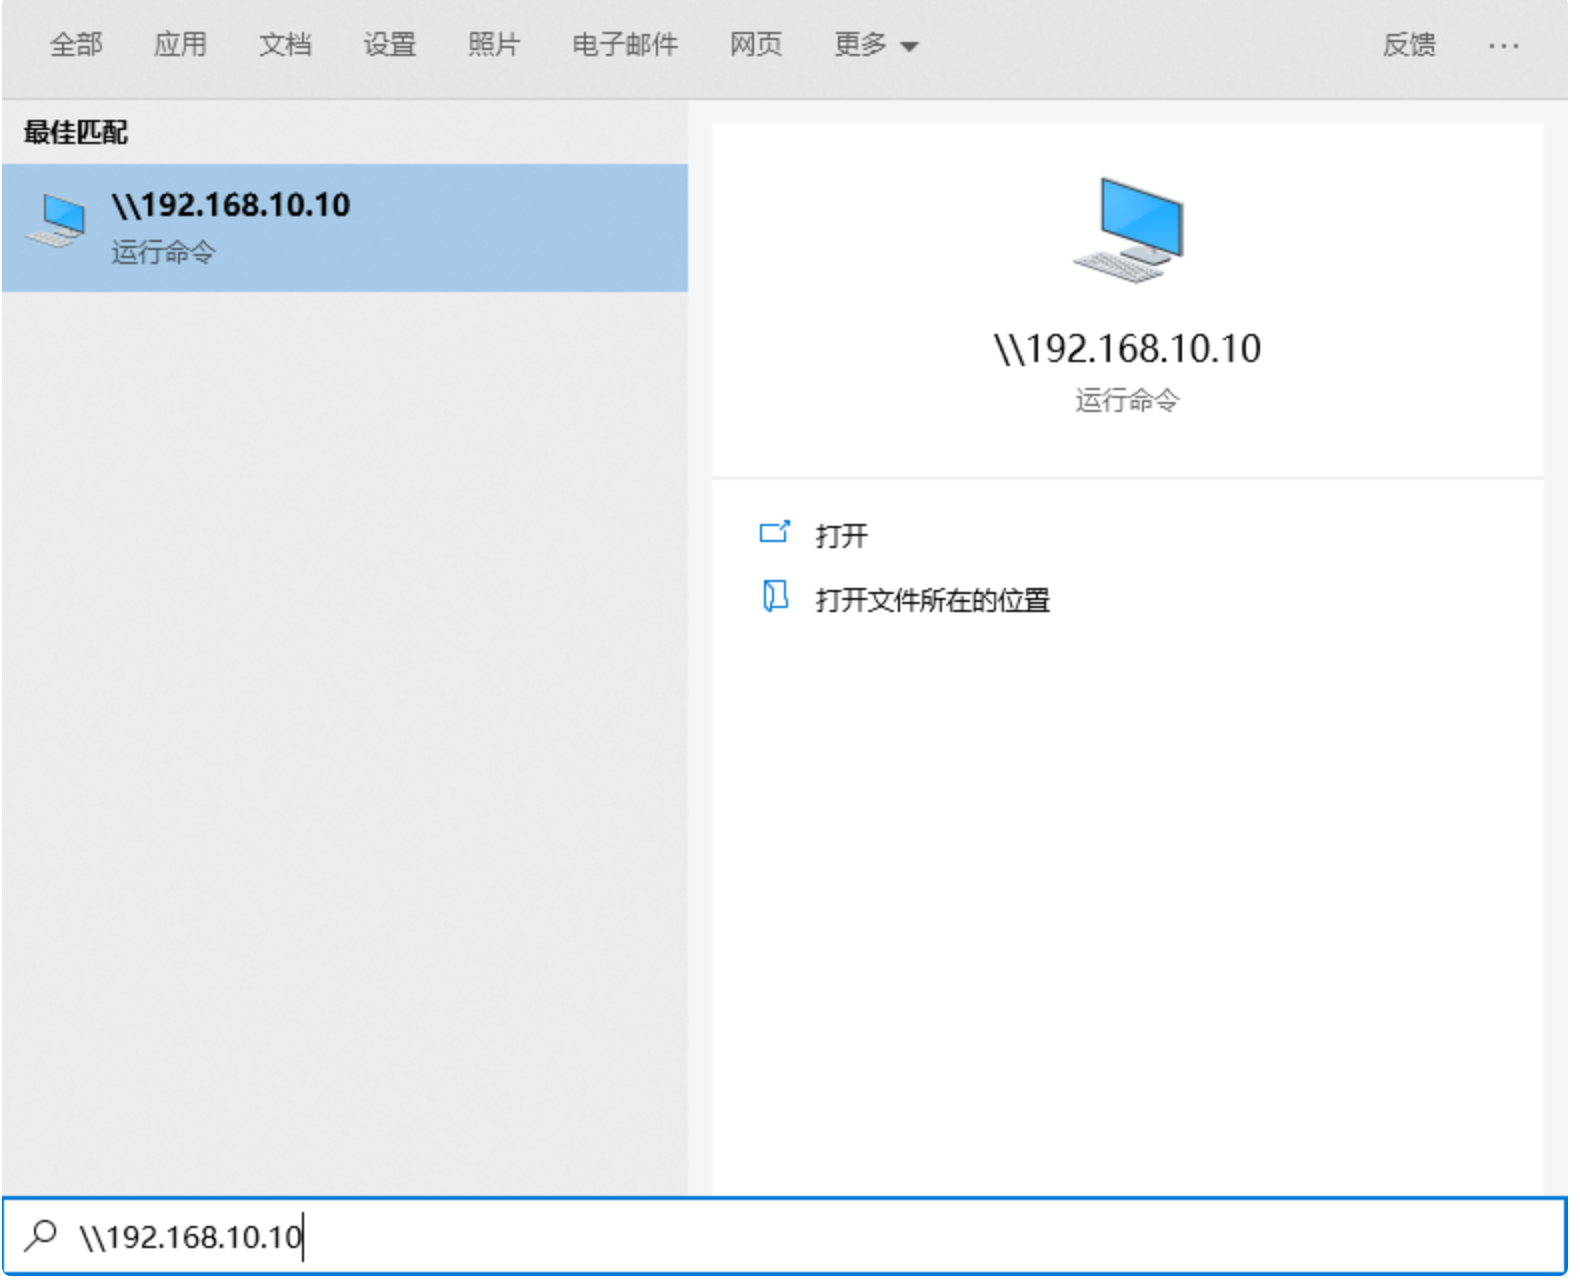 全部 应用 文档 设置 照片 电子邮件 网页 更多 反馈 ...
最佳匹配
\\192.168.10.10
运行命令
\\192.168.10.10
运行命令
打开
打开文件所在的位置
\\192.168.10.10